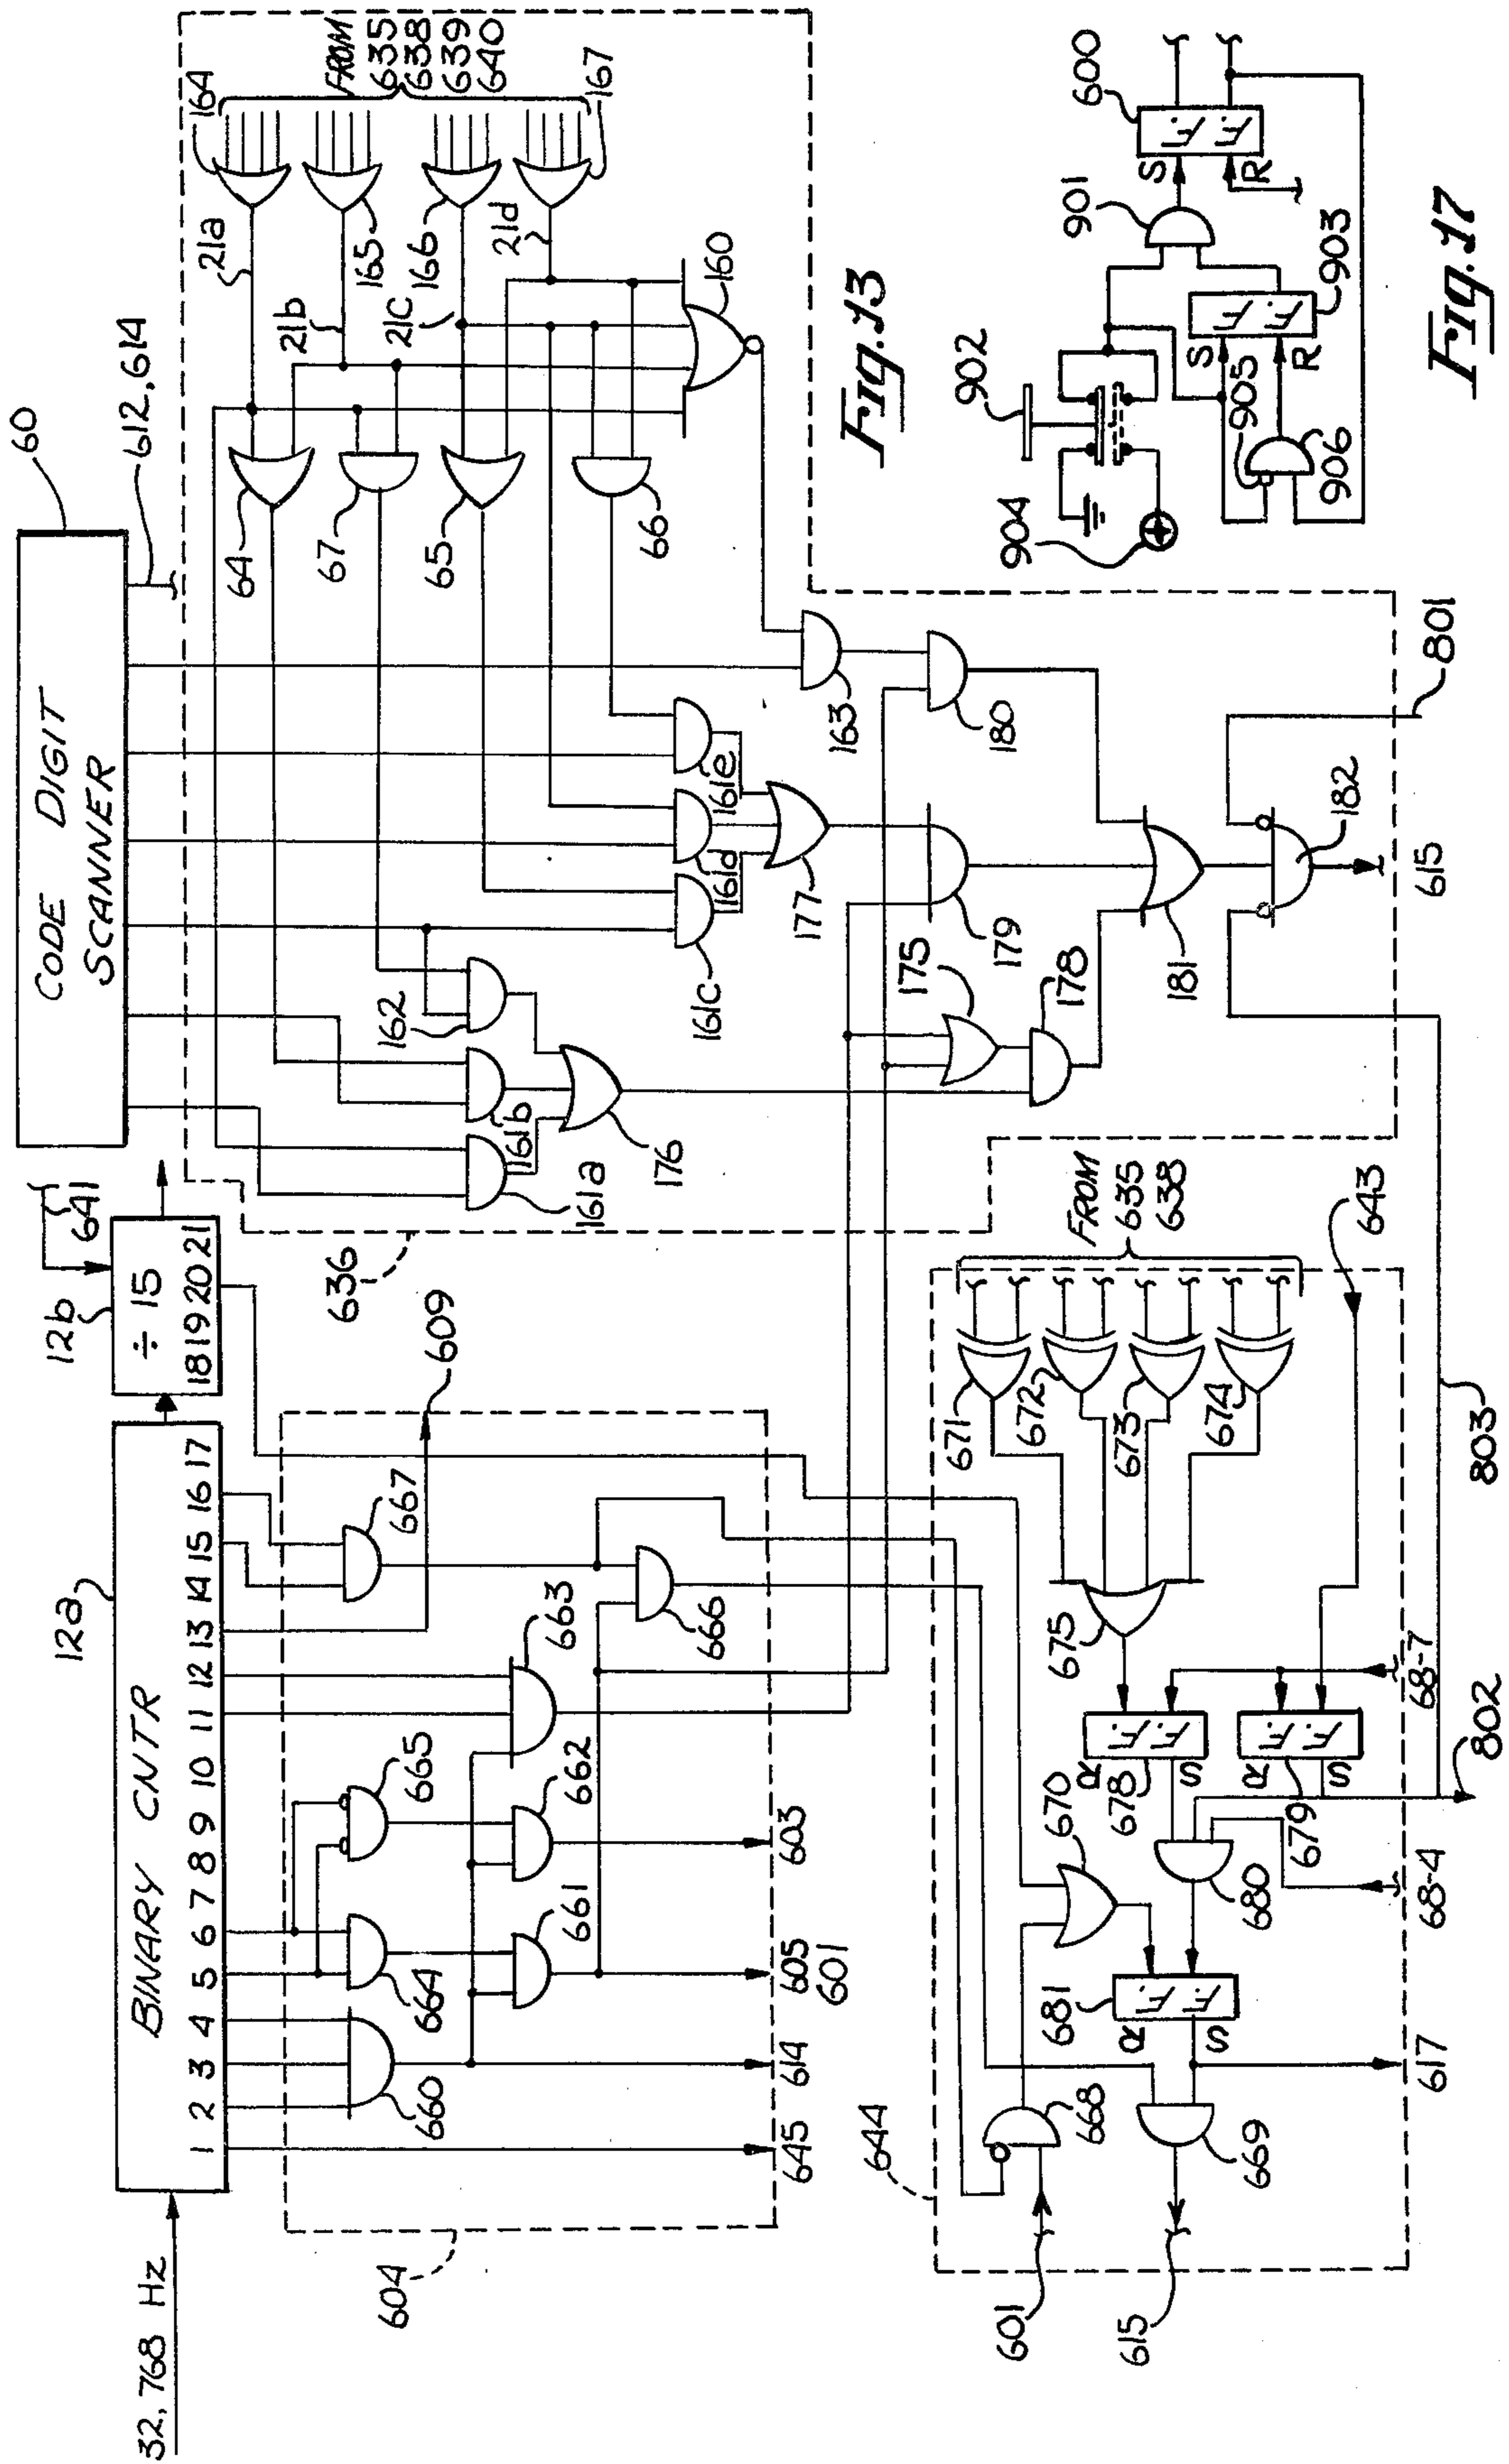 32,768 Hz
BINARY CNTR
12a
1 2 3 4 5 6 7 8 9 10 11 12 13 14 15 16 17
12b
÷ 15
18 19 20 21
641
CODE DIGIT
SCANNER
60
612, 614
604
660
664
665
661
662
663
667
666
609
645
614
605
601
603
636
161a
161b
162
176
161c
161d
161e
177
163
180
179
175
178
181
182
615
801
64
67
65
66
160
21a
21b
21c
21d
164
165
166
167
FROM
635
638
639
640
Fig. 13
644
601
615
668
669
670
617
681
F. F.
R
S
680
68-4
678
F. F.
R
S
679
F. F.
R
S
68-7
802
803
675
671
672
673
674
FROM
635
638
643
904
902
905
906
903
F. F.
S
R
901
600
F. F.
S
R
Fig. 17